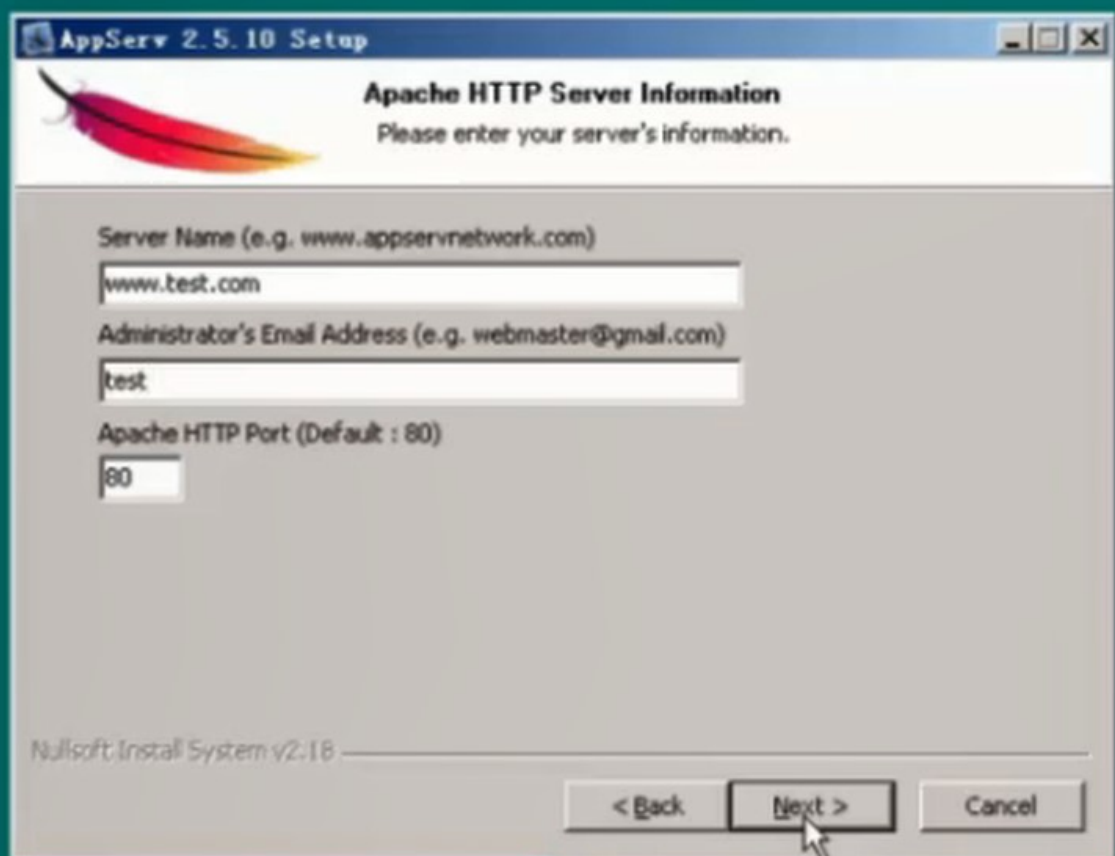 AppServ 2.5.10 Setup
Apache HTTP Server Information
Please enter your server's information.
Server Name (e.g. www.appservnetwork.com)
www.test.com
Administrator's Email Address (e.g. webmaster@gmail.com)
test
Apache HTTP Port (Default : 80)
80
Nullsoft Install System v2.18
< Back Next > Cancel